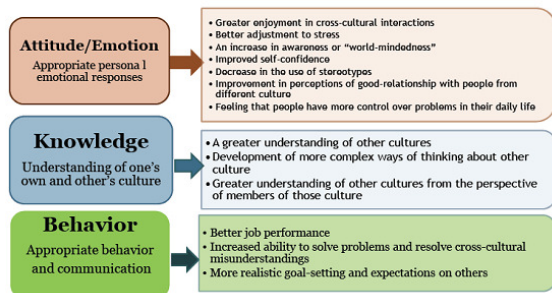 Attitude/Emotion
Appropriate persona l
emotional responses
• Greater enjoyment in cross-cultural interactions
• Better adjustment to stress
• An increase in awareness or “world-mindedness”
• Improved self-confidence
• Decrease in the use of stereotypes
• Improvement in perceptions of good-relationship with people from
different culture
• Feeling that people have more control over problems in their daily life
Knowledge
Understanding of one’s
own and other’s culture
• A greater understanding of other cultures
• Development of more complex ways of thinking about other
culture
• Greater understanding of other cultures from the perspective
of members of those culture
Behavior
Appropriate behavior
and communication
• Better job performance
• Increased ability to solve problems and resolve cross-cultural
misunderstandings
• More realistic goal-setting and expectations on others